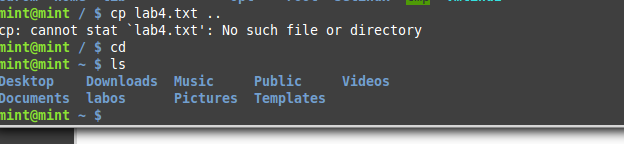 mint@mint / $ cp lab4.txt ..
cp: cannot stat `lab4.txt': No such file or directory
mint@mint / $ cd
mint@mint ~ $ ls
Desktop Downloads Music Public Videos
Documents labos Pictures Templates
mint@mint ~ $